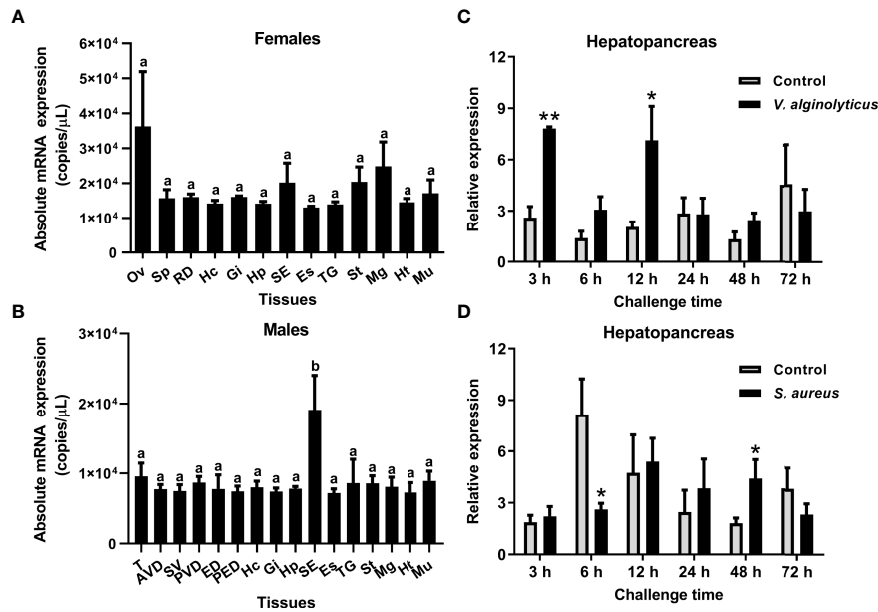 A
Females
Absolute mRNA expression
(copies/μL)
6×10⁴
5×10⁴
4×10⁴
3×10⁴
2×10⁴
1×10⁴
0
a a a a a a a a a a a a a
Ov Sp RD Hc Gi Hp SE Es TG St Mg Ht Mu
Tissues
B
Males
Absolute mRNA expression
(copies/μL)
3×10⁴
2×10⁴
1×10⁴
0
a a a a a a a a a b a a a a a a
T AVD SV PVD ED PED Hc Gi Hp SE Es TG St Mg Ht Mu
Tissues
C
Hepatopancreas
Relative expression
12
9
6
3
0
Control
V. alginolyticus
** *
3 h 6 h 12 h 24 h 48 h 72 h
Challenge time
D
Hepatopancreas
Relative expression
12
9
6
3
0
Control
S. aureus
* *
3 h 6 h 12 h 24 h 48 h 72 h
Challenge time